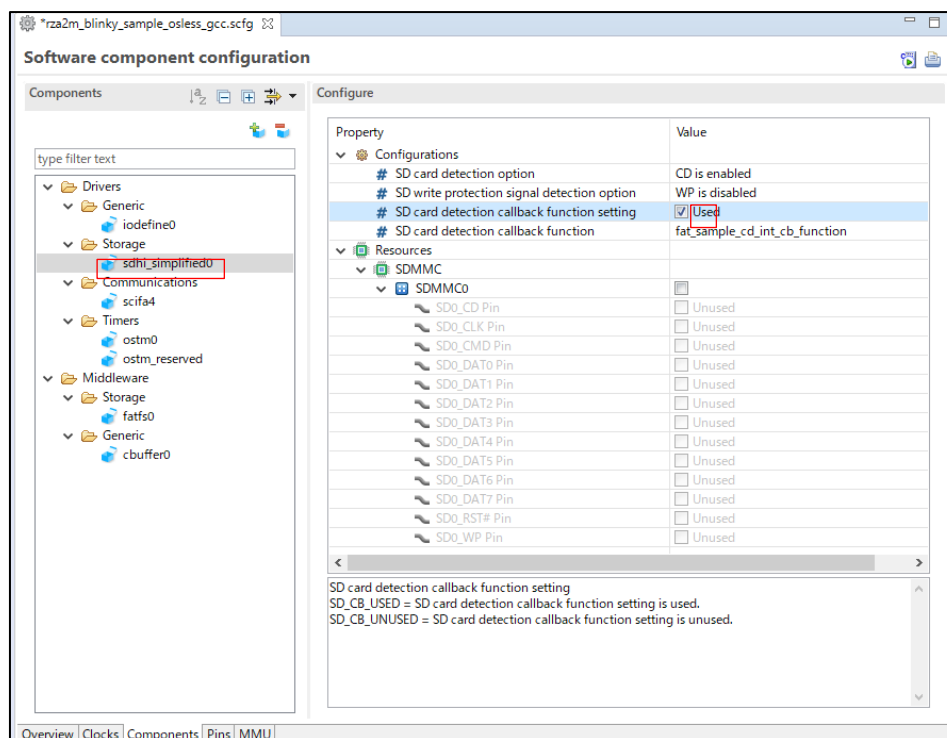 *rza2m_blinky_sample_osless_gcc.scfg
Software component configuration
Components
Configure
type filter text
Drivers
Generic
iodefine0
Storage
sdhi_simplified0
Communications
scifa4
Timers
ostm0
ostm_reserved
Middleware
Storage
fatfs0
Generic
cbuffer0
Property Value
Configurations
# SD card detection option CD is enabled
# SD write protection signal detection option WP is disabled
# SD card detection callback function setting Used
# SD card detection callback function fat_sample_cd_int_cb_function
Resources
SDMMC
SDMMC0
SD0_CD Pin Unused
SD0_CLK Pin Unused
SD0_CMD Pin Unused
SD0_DAT0 Pin Unused
SD0_DAT1 Pin Unused
SD0_DAT2 Pin Unused
SD0_DAT3 Pin Unused
SD0_DAT4 Pin Unused
SD0_DAT5 Pin Unused
SD0_DAT6 Pin Unused
SD0_DAT7 Pin Unused
SD0_RST# Pin Unused
SD0_WP Pin Unused
SD card detection callback function setting
SD_CB_USED = SD card detection callback function setting is used.
SD_CB_UNUSED = SD card detection callback function setting is unused.
Overview Clocks Components Pins MMU